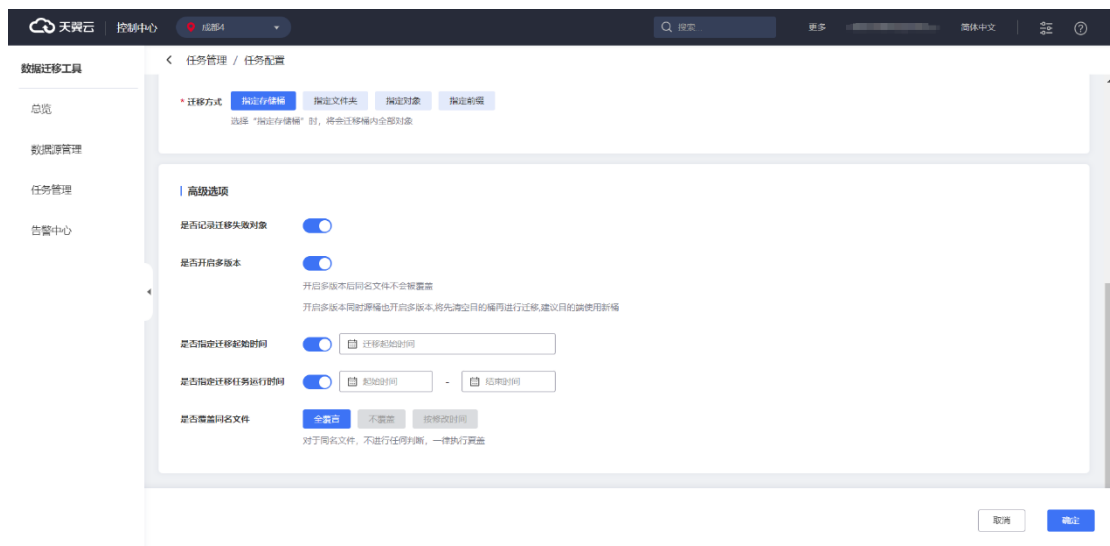 天翼云 控制中心 成都4 搜索... 更多 简体中文
数据迁移工具
总览
数据源管理
任务管理
告警中心
任务管理 / 任务配置
* 迁移方式 指定存储桶 指定文件夹 指定对象 指定前缀
选择“指定存储桶”时，将会迁移桶内全部对象
高级选项
是否记录迁移失败对象
是否开启多版本
开启多版本后同名文件不会被覆盖
开启多版本同时源桶也开启多版本,将先清空目的桶再进行迁移,建议目的端使用新桶
是否指定迁移起始时间 迁移起始时间
是否指定迁移任务运行时间 起始时间 - 结束时间
是否覆盖同名文件 全覆盖 不覆盖 按修改时间
对于同名文件，不进行任何判断，一律执行覆盖
取消 确定